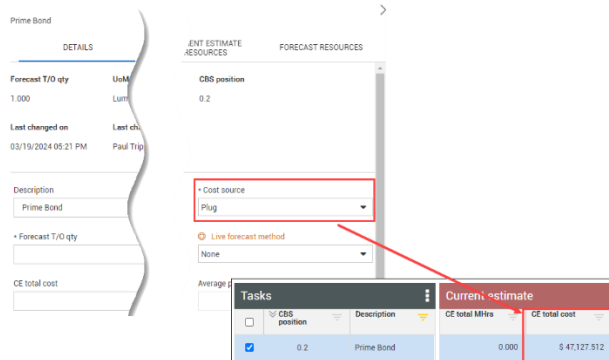 Prime Bond
DETAILS
ENT ESTIMATE
RESOURCES
FORECAST RESOURCES
Forecast T/O qty
UoM
CBS position
1.000
Lum
0.2
Last changed on
Last ch
03/19/2024 05:21 PM
Paul Trip
Description
* Cost source
Prime Bond
Plug
* Forecast T/O qty
Live forecast method
None
CE total cost
Average p
Tasks
Current estimate
CBS
position
Description
CE total MHrs
CE total cost
0.2
Prime Bond
0.000
$ 47,127.512